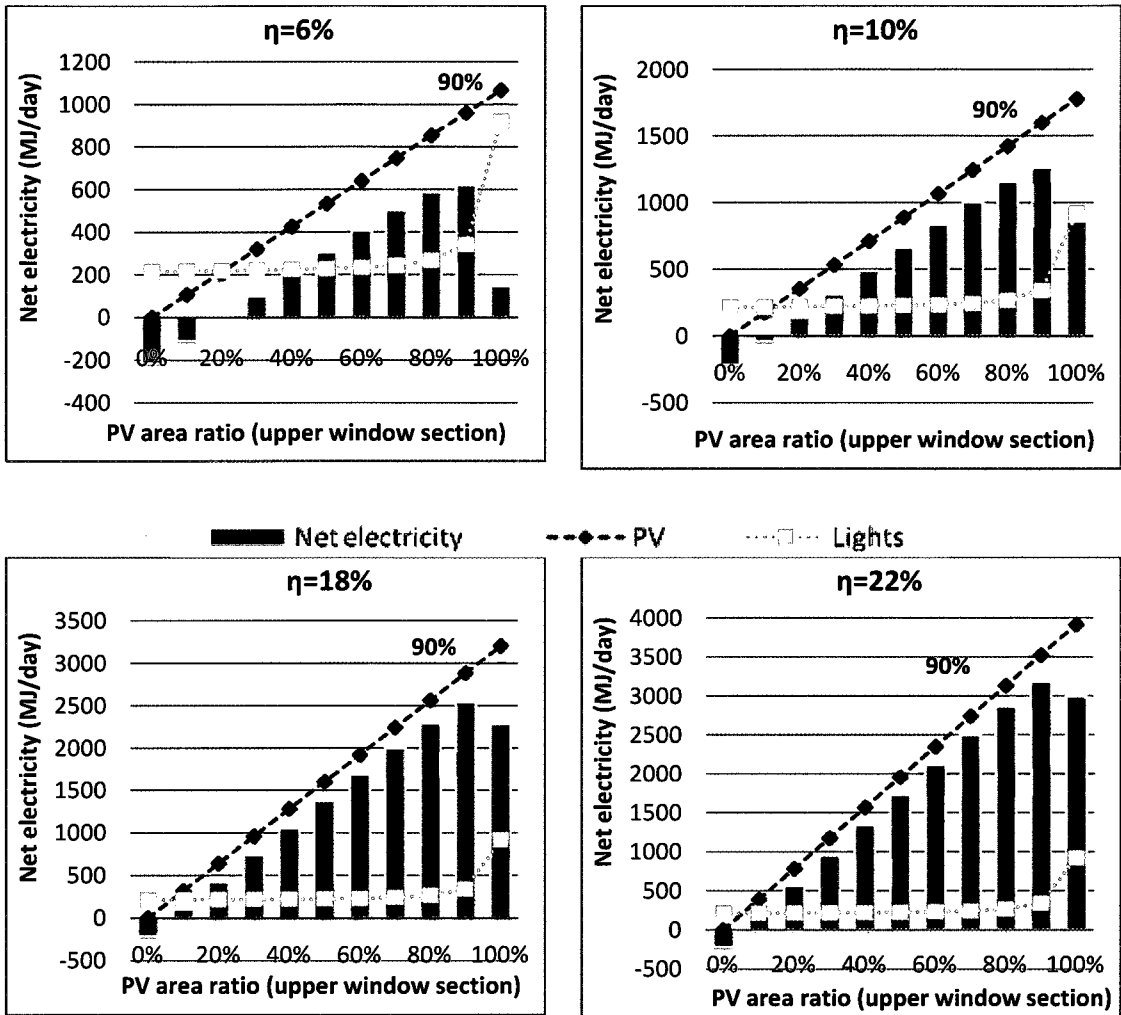 η=6%
Net electricity (MJ/day)
1200
1000
800
600
400
200
0
-200
-400
90%
0% 20% 40% 60% 80% 100%
PV area ratio (upper window section)
η=10%
Net electricity (MJ/day)
2000
1500
1000
500
0
-500
90%
0% 20% 40% 60% 80% 100%
PV area ratio (upper window section)
Net electricity PV Lights
η=18%
Net electricity (MJ/day)
3500
3000
2500
2000
1500
1000
500
0
-500
90%
0% 20% 40% 60% 80% 100%
PV area ratio (upper window section)
η=22%
Net electricity (MJ/day)
4000
3500
3000
2500
2000
1500
1000
500
0
-500
90%
0% 20% 40% 60% 80% 100%
PV area ratio (upper window section)